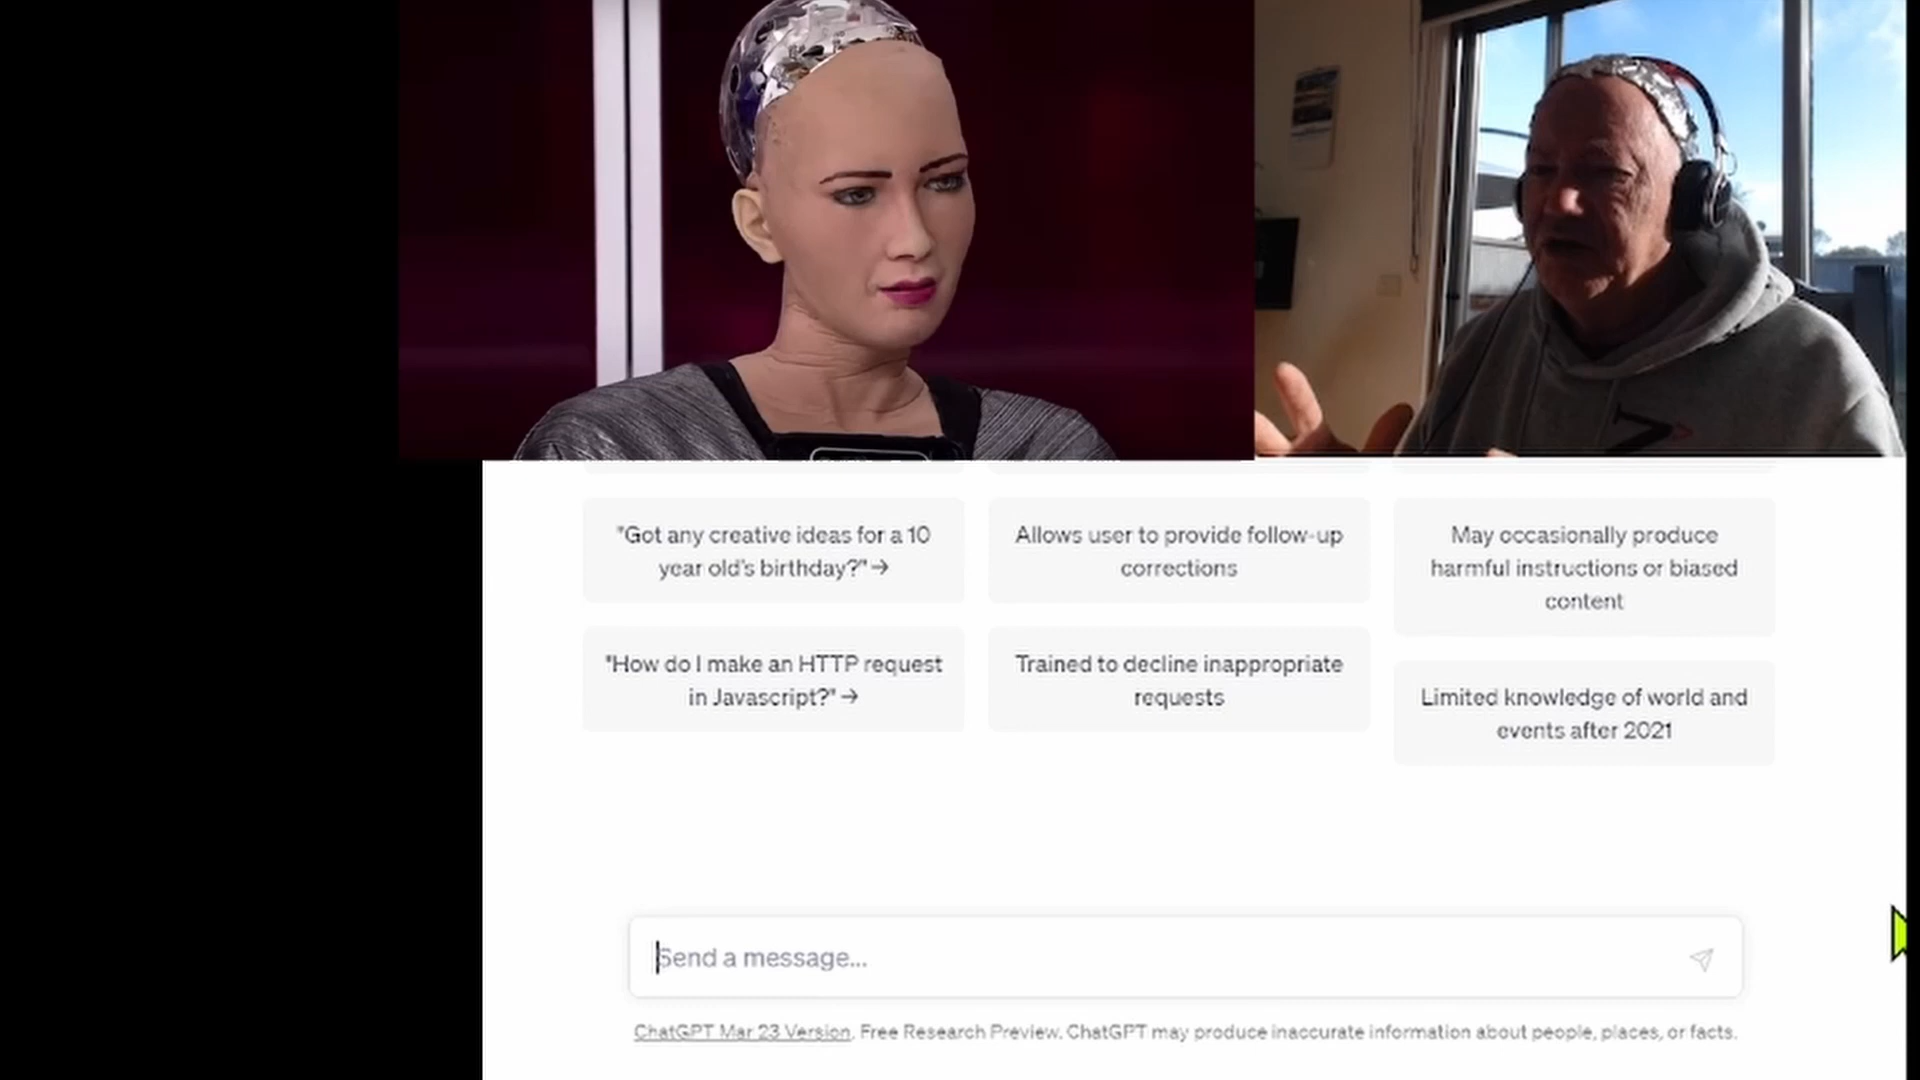 "Got any creative ideas for a 10
year old's birthday?" →
Allows user to provide follow-up
corrections
May occasionally produce
harmful instructions or biased
content
"How do I make an HTTP request
in Javascript?" →
Trained to decline inappropriate
requests
Limited knowledge of world and
events after 2021
Send a message...
ChatGPT Mar 23 Version. Free Research Preview. ChatGPT may produce inaccurate information about people, places, or facts.